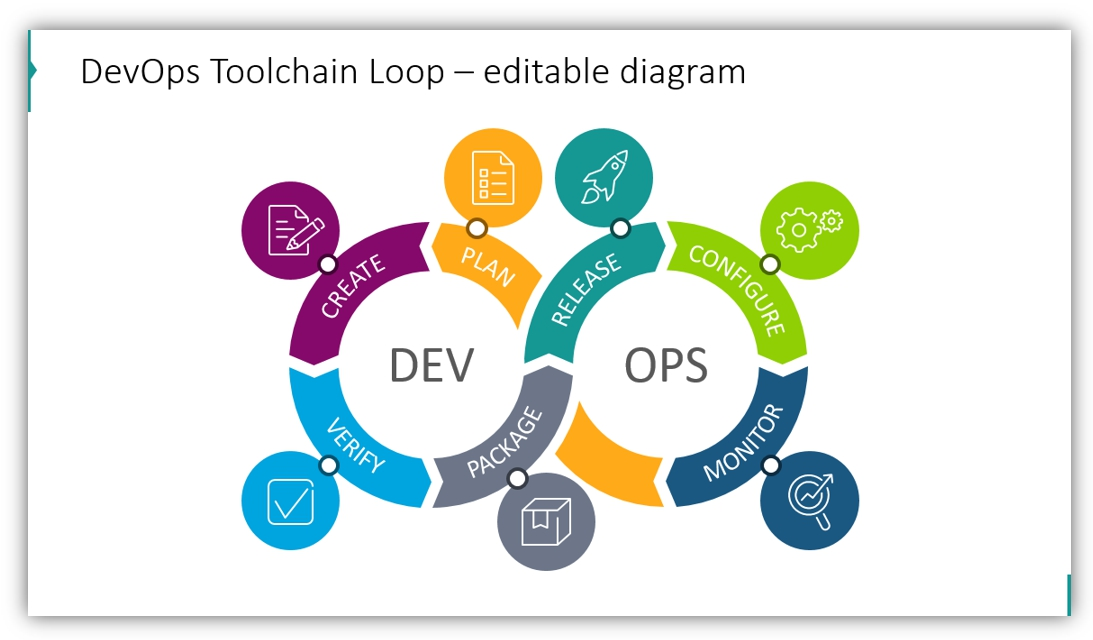 DevOps Toolchain Loop – editable diagram
CREATE
PLAN
RELEASE
CONFIGURE
DEV
OPS
VERIFY
PACKAGE
MONITOR